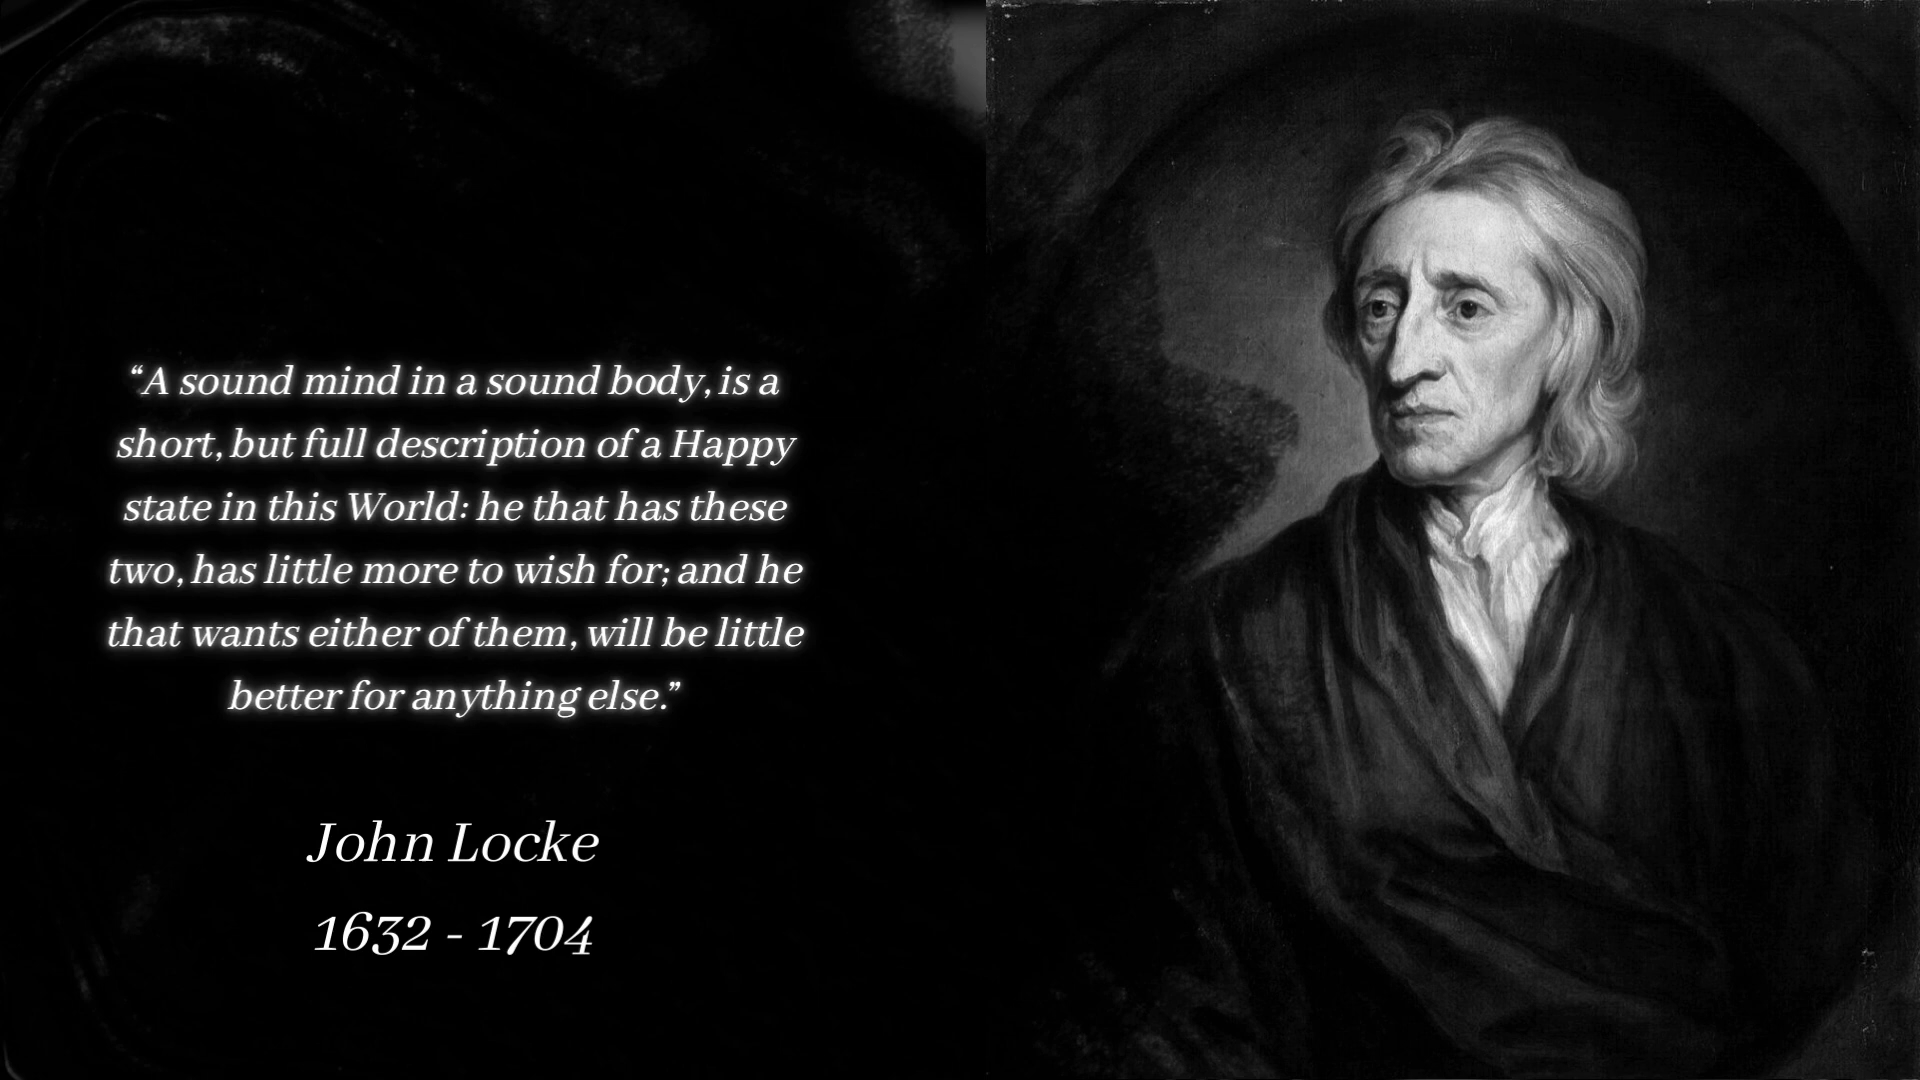 “A sound mind in a sound body, is a
short, but full description of a Happy
state in this World: he that has these
two, has little more to wish for; and he
that wants either of them, will be little
better for anything else.”
John Locke
1632 - 1704